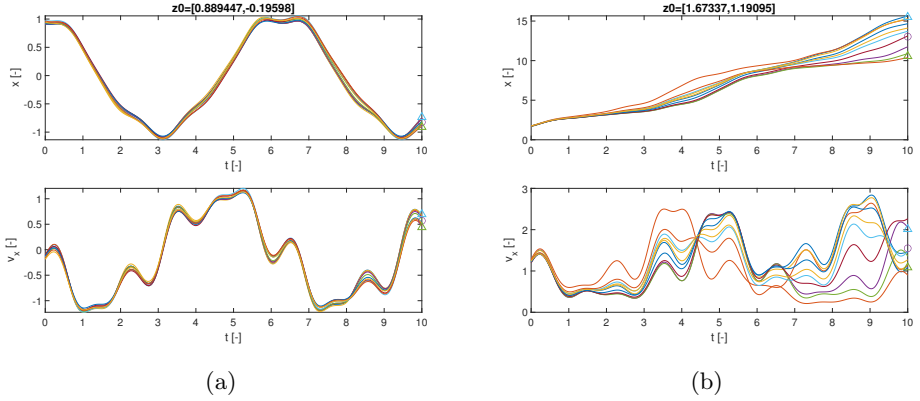 z0=[0.889447,-0.19598]
1
0.5
0
-0.5
-1
x [-]
0 1 2 3 4 5 6 7 8 9 10
t [-]
1
0.5
0
-0.5
-1
v_x [-]
0 1 2 3 4 5 6 7 8 9 10
t [-]
(a)
z0=[1.67337,1.19095]
15
10
5
0
x [-]
0 1 2 3 4 5 6 7 8 9 10
t [-]
3
2
1
0
v_x [-]
0 1 2 3 4 5 6 7 8 9 10
t [-]
(b)